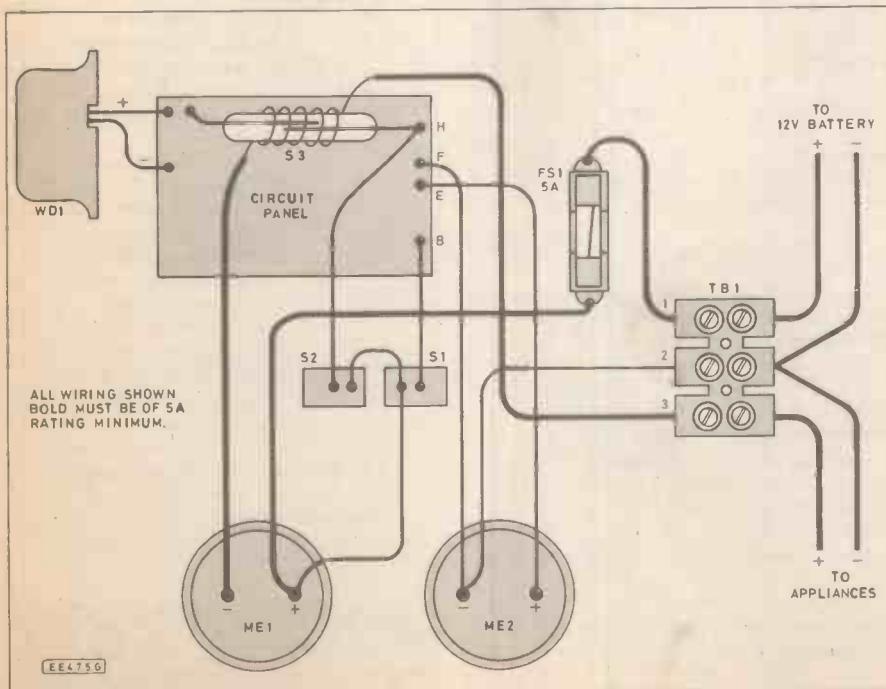 WD1
+
-
S3
CIRCUIT
PANEL
H
F
E
B
FS1
5A
TO
12V BATTERY
+ -
TB1
1
2
3
S2
S1
ALL WIRING SHOWN
BOLD MUST BE OF 5A
RATING MINIMUM.
- +
ME1
- +
ME2
+ -
TO
APPLIANCES
EE475G